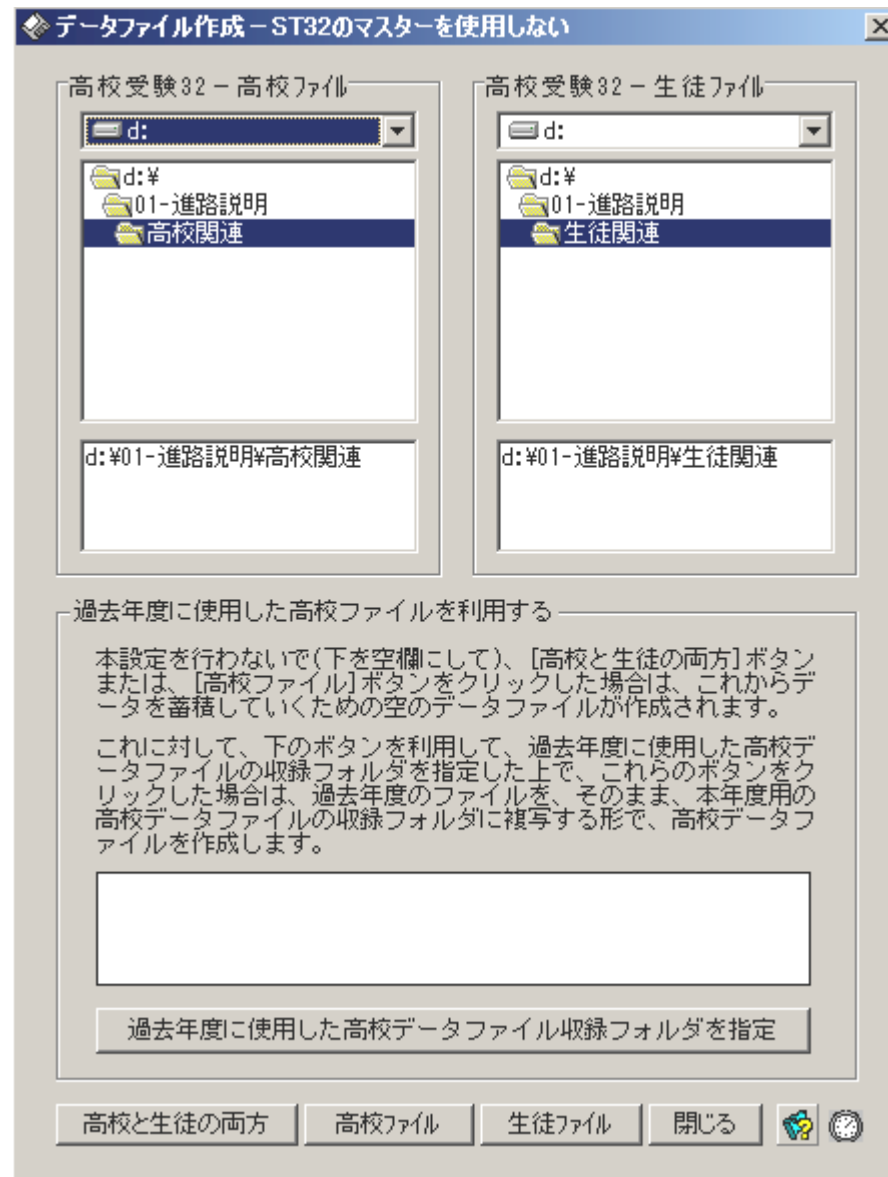 データファイル作成－ST32のマスターを使用しない
高校受験32－高校ﾌｧｲﾙ
d:
d:¥
01-進路説明
高校関連
d:¥01-進路説明¥高校関連
高校受験32－生徒ﾌｧｲﾙ
d:
d:¥
01-進路説明
生徒関連
d:¥01-進路説明¥生徒関連
過去年度に使用した高校ファイルを利用する
本設定を行わないで(下を空欄にして)、[高校と生徒の両方]ボタン
または、[高校ファイル]ボタンをクリックした場合は、これからデ
ータを蓄積していくための空のデータファイルが作成されます。
これに対して、下のボタンを利用して、過去年度に使用した高校デ
ータファイルの収録フォルダを指定した上で、これらのボタンをク
リックした場合は、過去年度のファイルを、そのまま、本年度用の
高校データファイルの収録フォルダに複写する形で、高校データフ
ァイルを作成します。
過去年度に使用した高校データファイル収録フォルダを指定
高校と生徒の両方
高校ﾌｧｲﾙ
生徒ﾌｧｲﾙ
閉じる